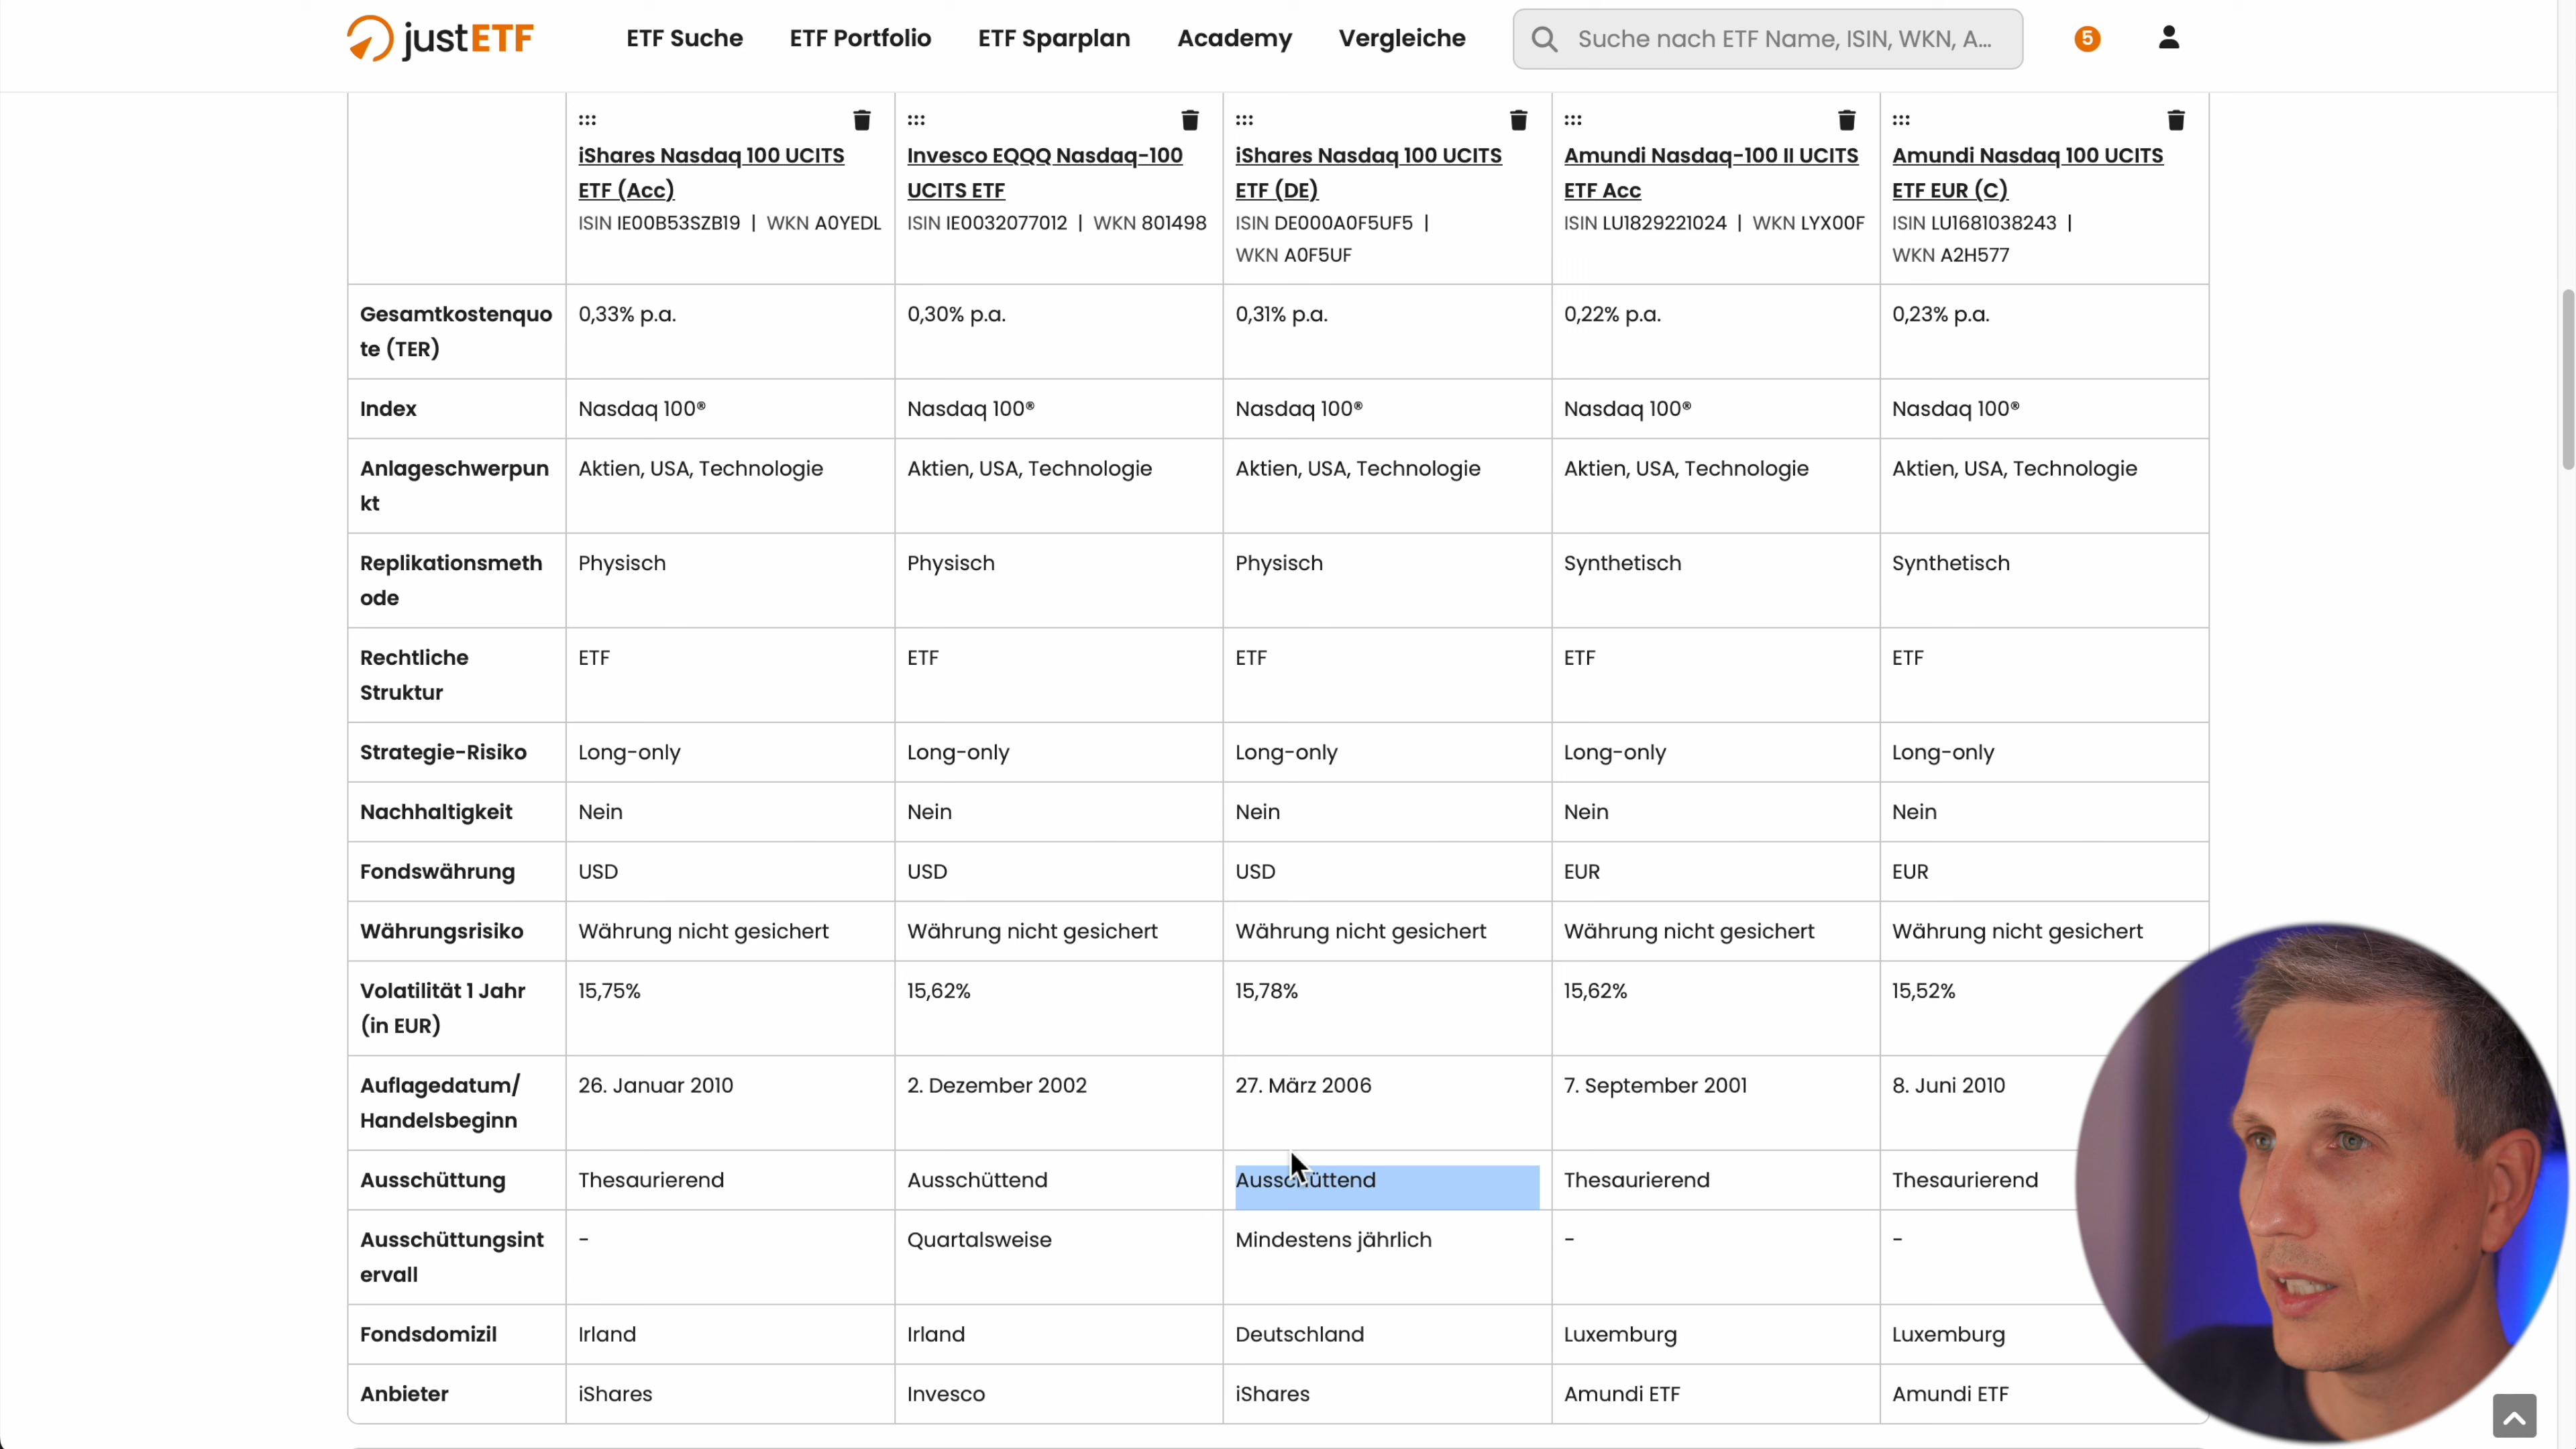 justETF ETF Suche ETF Portfolio ETF Sparplan Academy Vergleiche Suche nach ETF Name, ISIN, WKN, A... 5
iShares Nasdaq 100 UCITS Invesco EQQQ Nasdaq-100 iShares Nasdaq 100 UCITS Amundi Nasdaq-100 II UCITS Amundi Nasdaq 100 UCITS
ETF (Acc) UCITS ETF ETF (DE) ETF Acc ETF EUR (C)
ISIN IE00B53SZB19 | WKN A0YEDL ISIN IE0032077012 | WKN 801498 ISIN DE000A0F5UF5 | ISIN LU1829221024 | WKN LYX00F ISIN LU1681038243 |
WKN A0F5UF WKN A2H577
Gesamtkostenquo 0,33% p.a. 0,30% p.a. 0,31% p.a. 0,22% p.a. 0,23% p.a.
te (TER)
Index Nasdaq 100® Nasdaq 100® Nasdaq 100® Nasdaq 100® Nasdaq 100®
Anlageschwerpun Aktien, USA, Technologie Aktien, USA, Technologie Aktien, USA, Technologie Aktien, USA, Technologie Aktien, USA, Technologie
kt
Replikationsmeth Physisch Physisch Physisch Synthetisch Synthetisch
ode
Rechtliche ETF ETF ETF ETF ETF
Struktur
Strategie-Risiko Long-only Long-only Long-only Long-only Long-only
Nachhaltigkeit Nein Nein Nein Nein Nein
Fondswährung USD USD USD EUR EUR
Währungsrisiko Währung nicht gesichert Währung nicht gesichert Währung nicht gesichert Währung nicht gesichert Währung nicht gesichert
Volatilität 1 Jahr 15,75% 15,62% 15,78% 15,62% 15,52%
(in EUR)
Auflagedatum/ 26. Januar 2010 2. Dezember 2002 27. März 2006 7. September 2001 8. Juni 2010
Handelsbeginn
Ausschüttung Thesaurierend Ausschüttend Ausschüttend Thesaurierend Thesaurierend
Ausschüttungsint - Quartalsweise Mindestens jährlich - -
ervall
Fondsdomizil Irland Irland Deutschland Luxemburg Luxemburg
Anbieter iShares Invesco iShares Amundi ETF Amundi ETF